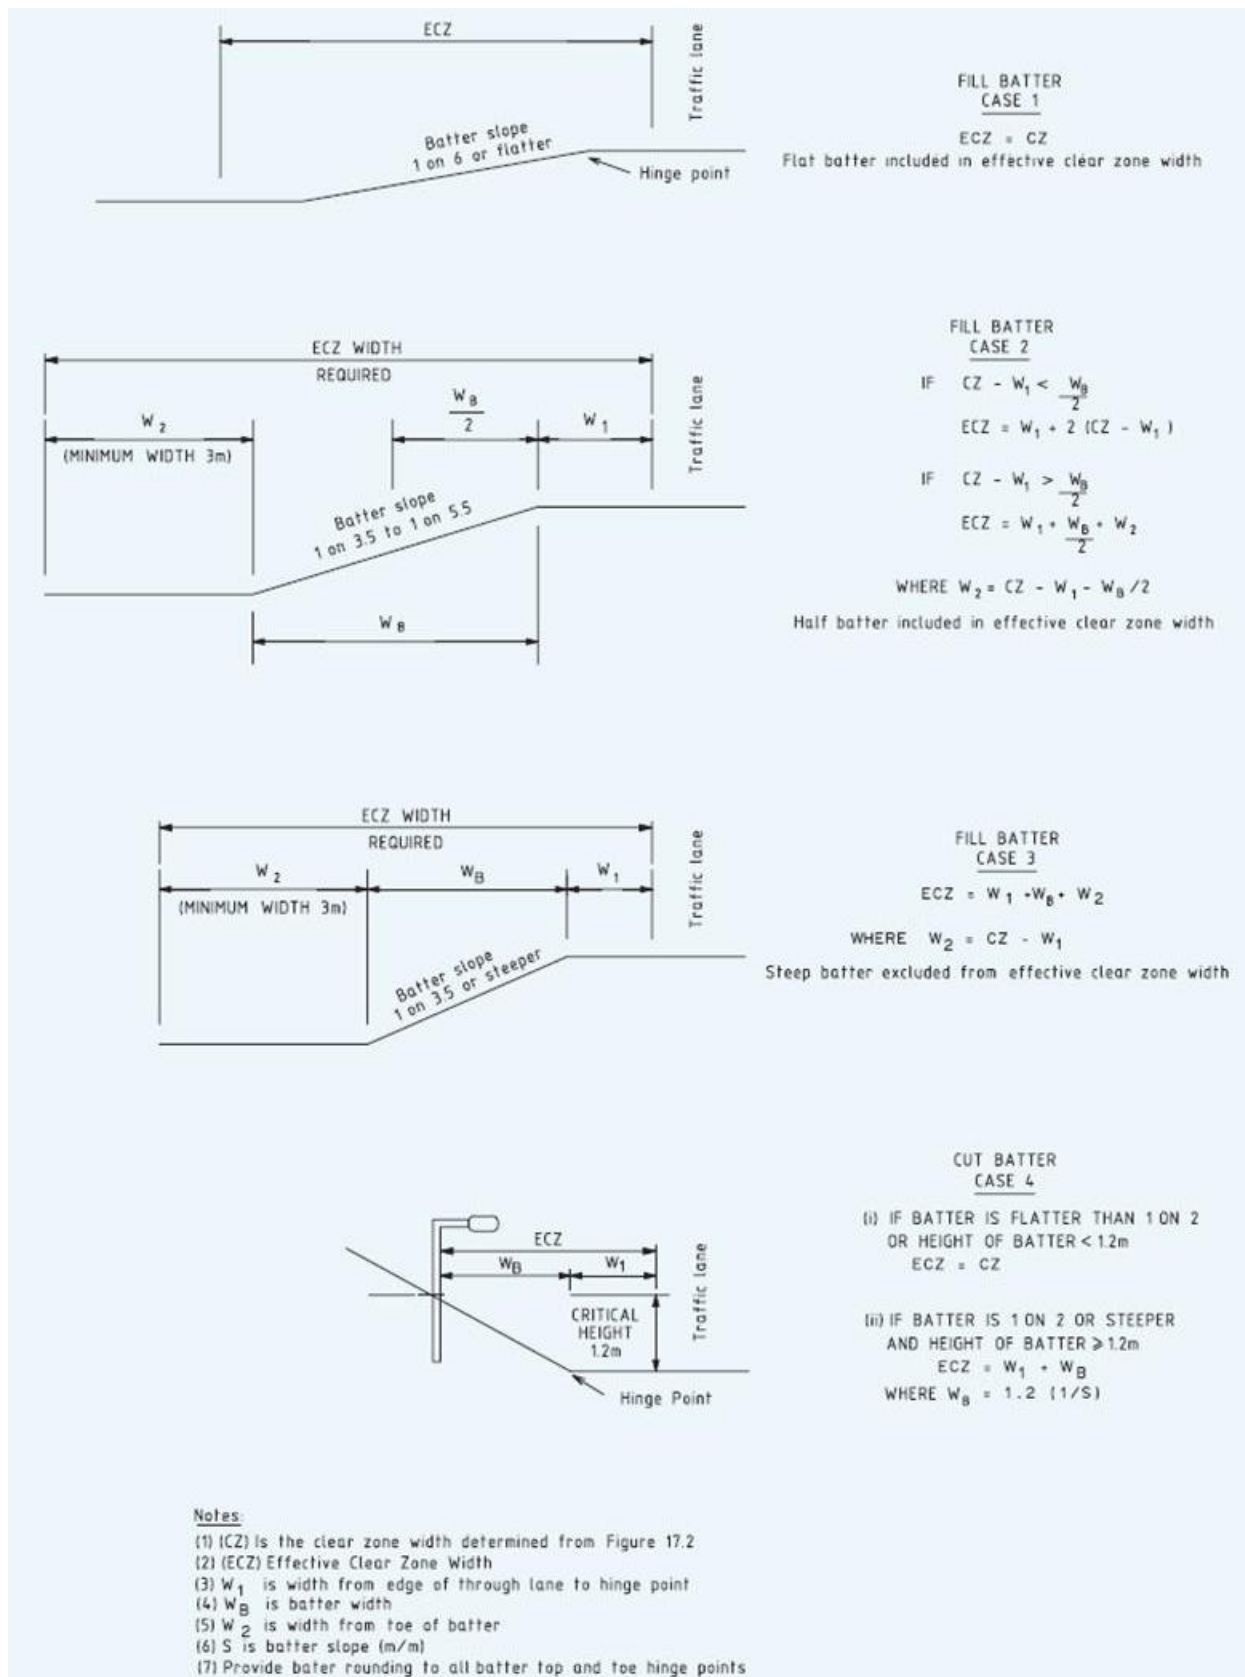 ECZ
Traffic lane
Batter slope
1 on 6 or flatter
Hinge point
FILL BATTER
CASE 1
ECZ = CZ
Flat batter included in effective clear zone width
ECZ WIDTH
REQUIRED
W2
(MINIMUM WIDTH 3m)
WB
2
W1
Traffic lane
Batter slope
1 on 3.5 to 1 on 5.5
WB
FILL BATTER
CASE 2
IF CZ - W1 < WB/2
ECZ = W1 + 2 (CZ - W1)
IF CZ - W1 > WB/2
ECZ = W1 + WB/2 + W2
WHERE W2 = CZ - W1 - WB/2
Half batter included in effective clear zone width
ECZ WIDTH
REQUIRED
W2
(MINIMUM WIDTH 3m)
WB
W1
Traffic lane
Batter slope
1 on 3.5 or steeper
FILL BATTER
CASE 3
ECZ = W1 + WB + W2
WHERE W2 = CZ - W1
Steep batter excluded from effective clear zone width
ECZ
WB
W1
CRITICAL
HEIGHT
1.2m
Traffic lane
Hinge Point
CUT BATTER
CASE 4
(i) IF BATTER IS FLATTER THAN 1 ON 2
OR HEIGHT OF BATTER < 1.2m
ECZ = CZ
(ii) IF BATTER IS 1 ON 2 OR STEEPER
AND HEIGHT OF BATTER ⩾ 1.2m
ECZ = W1 + WB
WHERE WB = 1.2 (1/S)
Notes:
(1) (CZ) Is the clear zone width determined from Figure 17.2
(2) (ECZ) Effective Clear Zone Width
(3) W1 is width from edge of through lane to hinge point
(4) WB is batter width
(5) W2 is width from toe of batter
(6) S is batter slope (m/m)
(7) Provide bater rounding to all batter top and toe hinge points